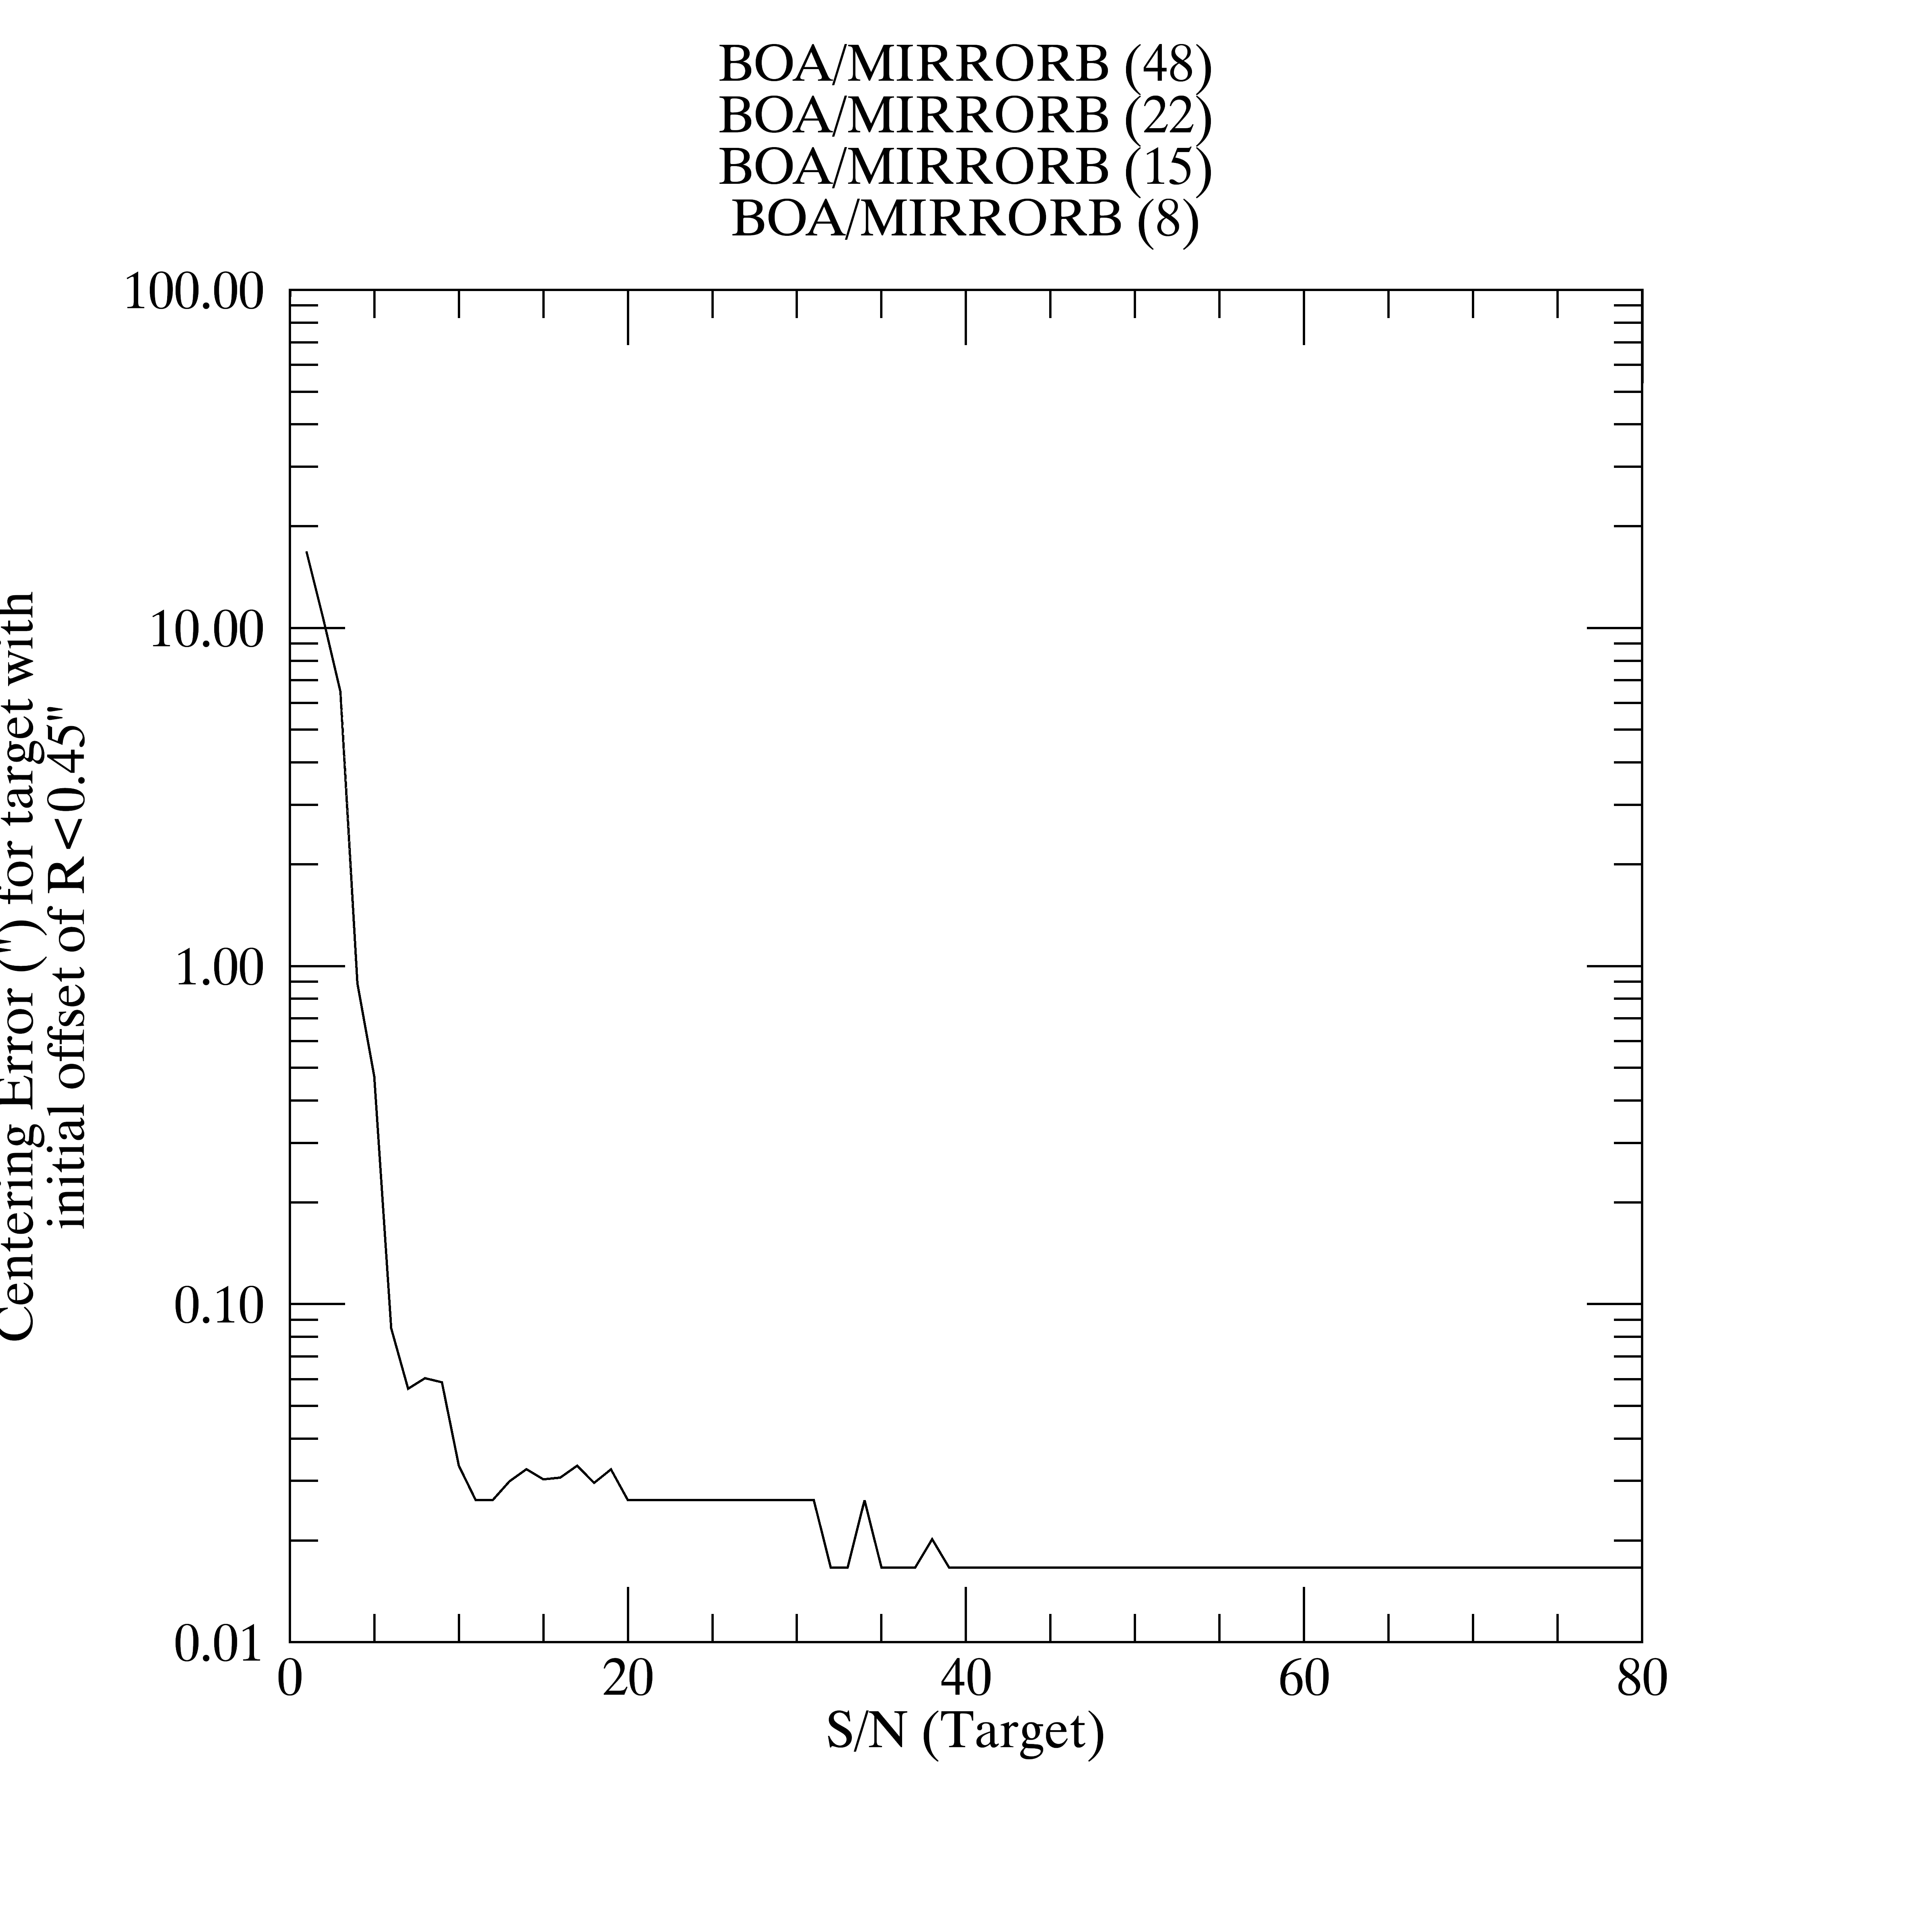 BOA/MIRRORB (48)
BOA/MIRRORB (22)
BOA/MIRRORB (15)
BOA/MIRRORB (8)
100.00
10.00
1.00
0.10
0.01
Centering Error (") for target with
initial offset of R<0.45"
0 20 40 60 80
S/N (Target)